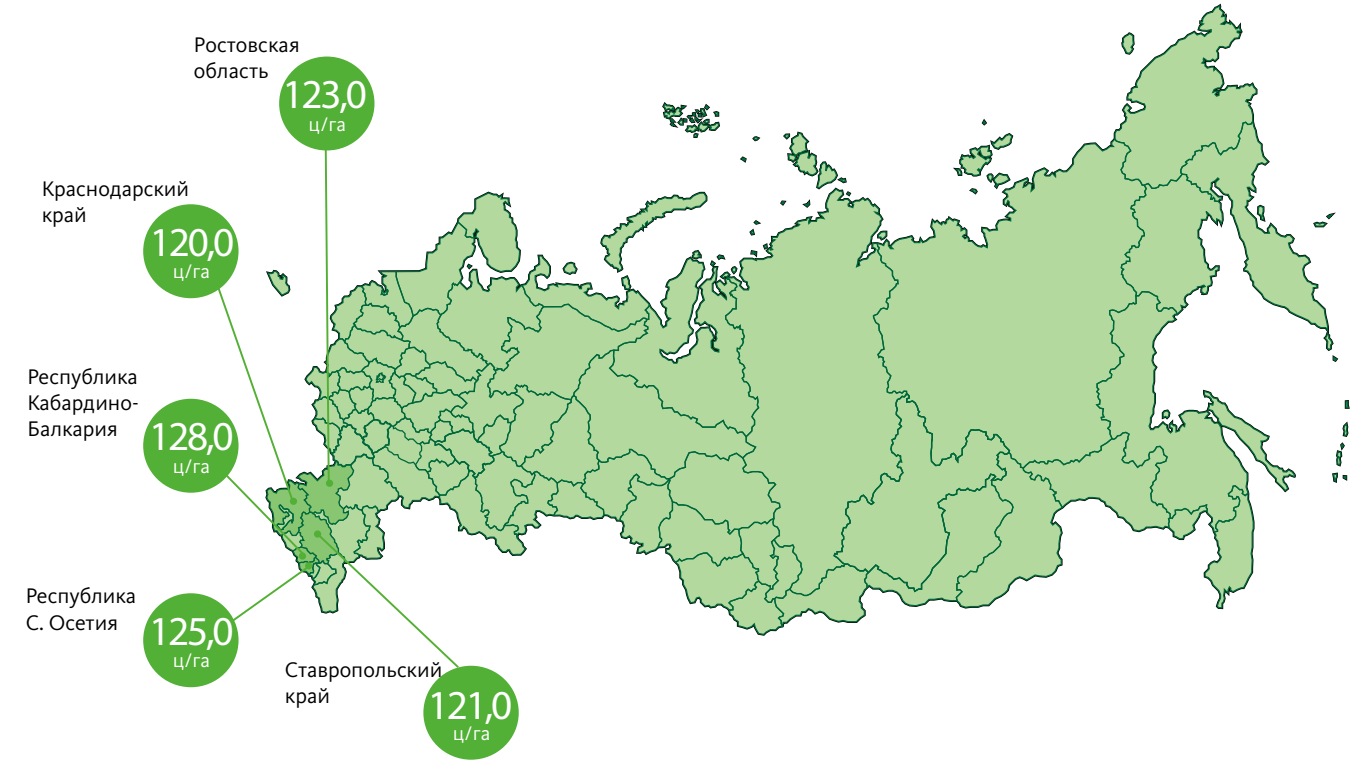 Ростовская
область
123,0
ц/га
Краснодарский
край
120,0
ц/га
Республика
Кабардино-
Балкария
128,0
ц/га
Республика
С. Осетия
125,0
ц/га
Ставропольский
край
121,0
ц/га